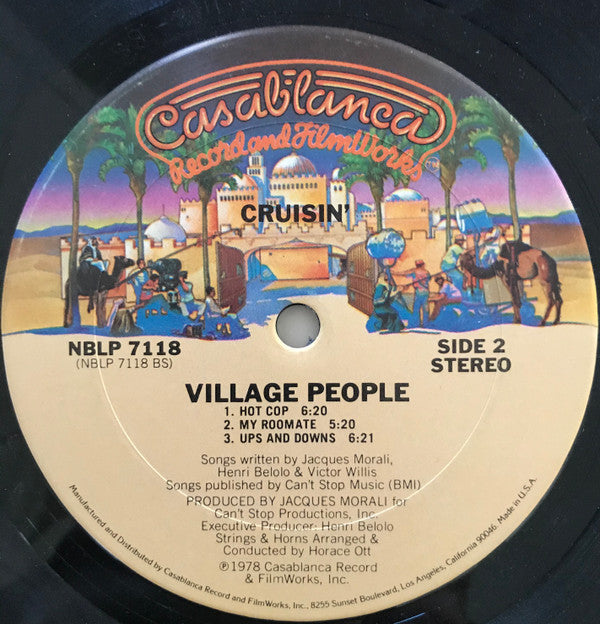 Casablanca
Record and FilmWorks
CRUISIN'
NBLP 7118
(NBLP 7118 BS)
SIDE 2
STEREO
VILLAGE PEOPLE
1. HOT COP 6:20
2. MY ROOMATE 5:20
3. UPS AND DOWNS 6:21
Songs written by Jacques Morali,
Henri Belolo & Victor Willis
Songs published by Can't Stop Music (BMI)
PRODUCED BY JACQUES MORALI for
Can't Stop Productions, Inc.
Executive Producer: Henri Belolo
Strings & Horns Arranged &
Conducted by Horace Ott
℗1978 Casablanca Record
& FilmWorks, Inc.
Manufactured and Distributed by Casablanca Record and FilmWorks, Inc., 8255 Sunset Boulevard, Los Angeles, California 90046. Made in U.S.A.